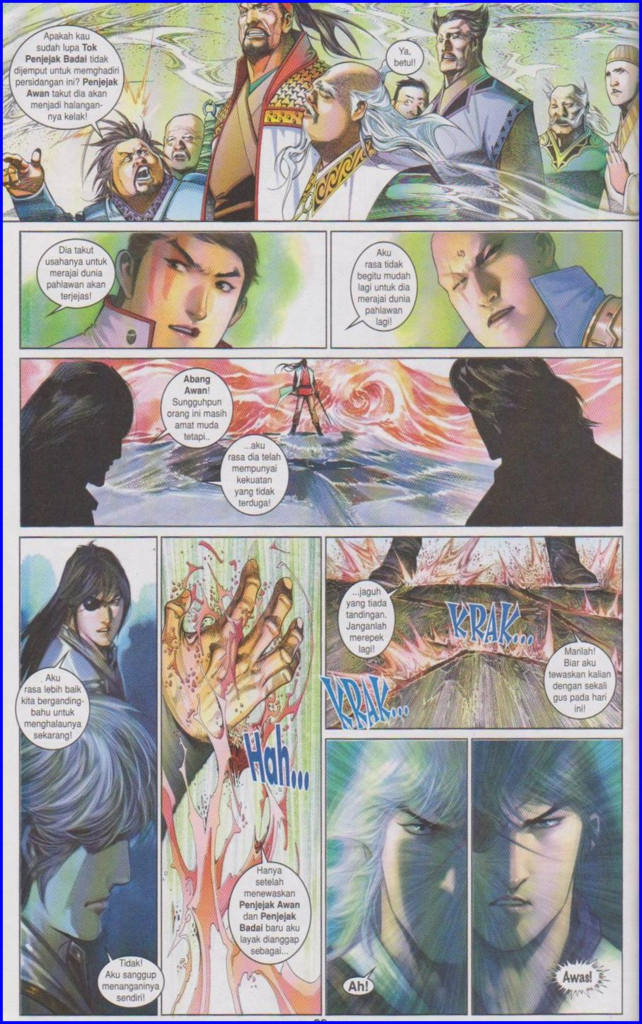 Apakah kau
sudah lupa Tok
Penjejak Badai tidak
dijemput untuk memghadiri
persidangan ini? Penjejak
Awan takut dia akan
menjadi halangan-
nya kelak!
Ya,
betul!
Dia takut
usahanya untuk
merajai dunia
pahlawan akan
terjejas!
Aku
rasa tidak
begitu mudah
lagi untuk dia
merajai dunia
pahlawan
lagi!
Abang
Awan!
Sungguhpun
orang ini masih
amat muda
tetapi..
...aku
rasa dia telah
mempunyai
kekuatan
yang tidak
terduga!
Aku
rasa lebih baik
kita berganding-
bahu untuk
menghalaunya
sekarang!
Tidak!
Aku sanggup
menanganinya
sendiri!
Hah...
Hanya
setelah
menewaskan
Penjejak Awan
dan Penjejak
Badai baru aku
layak dianggap
sebagai...
...jaguh
yang tiada
tandingan.
Janganlah
merepek
lagi!
KRAK...
KRAK...
Marilah!
Biar aku
tewaskan kalian
dengan sekali
gus pada hari
ini!
Ah!
Awas!